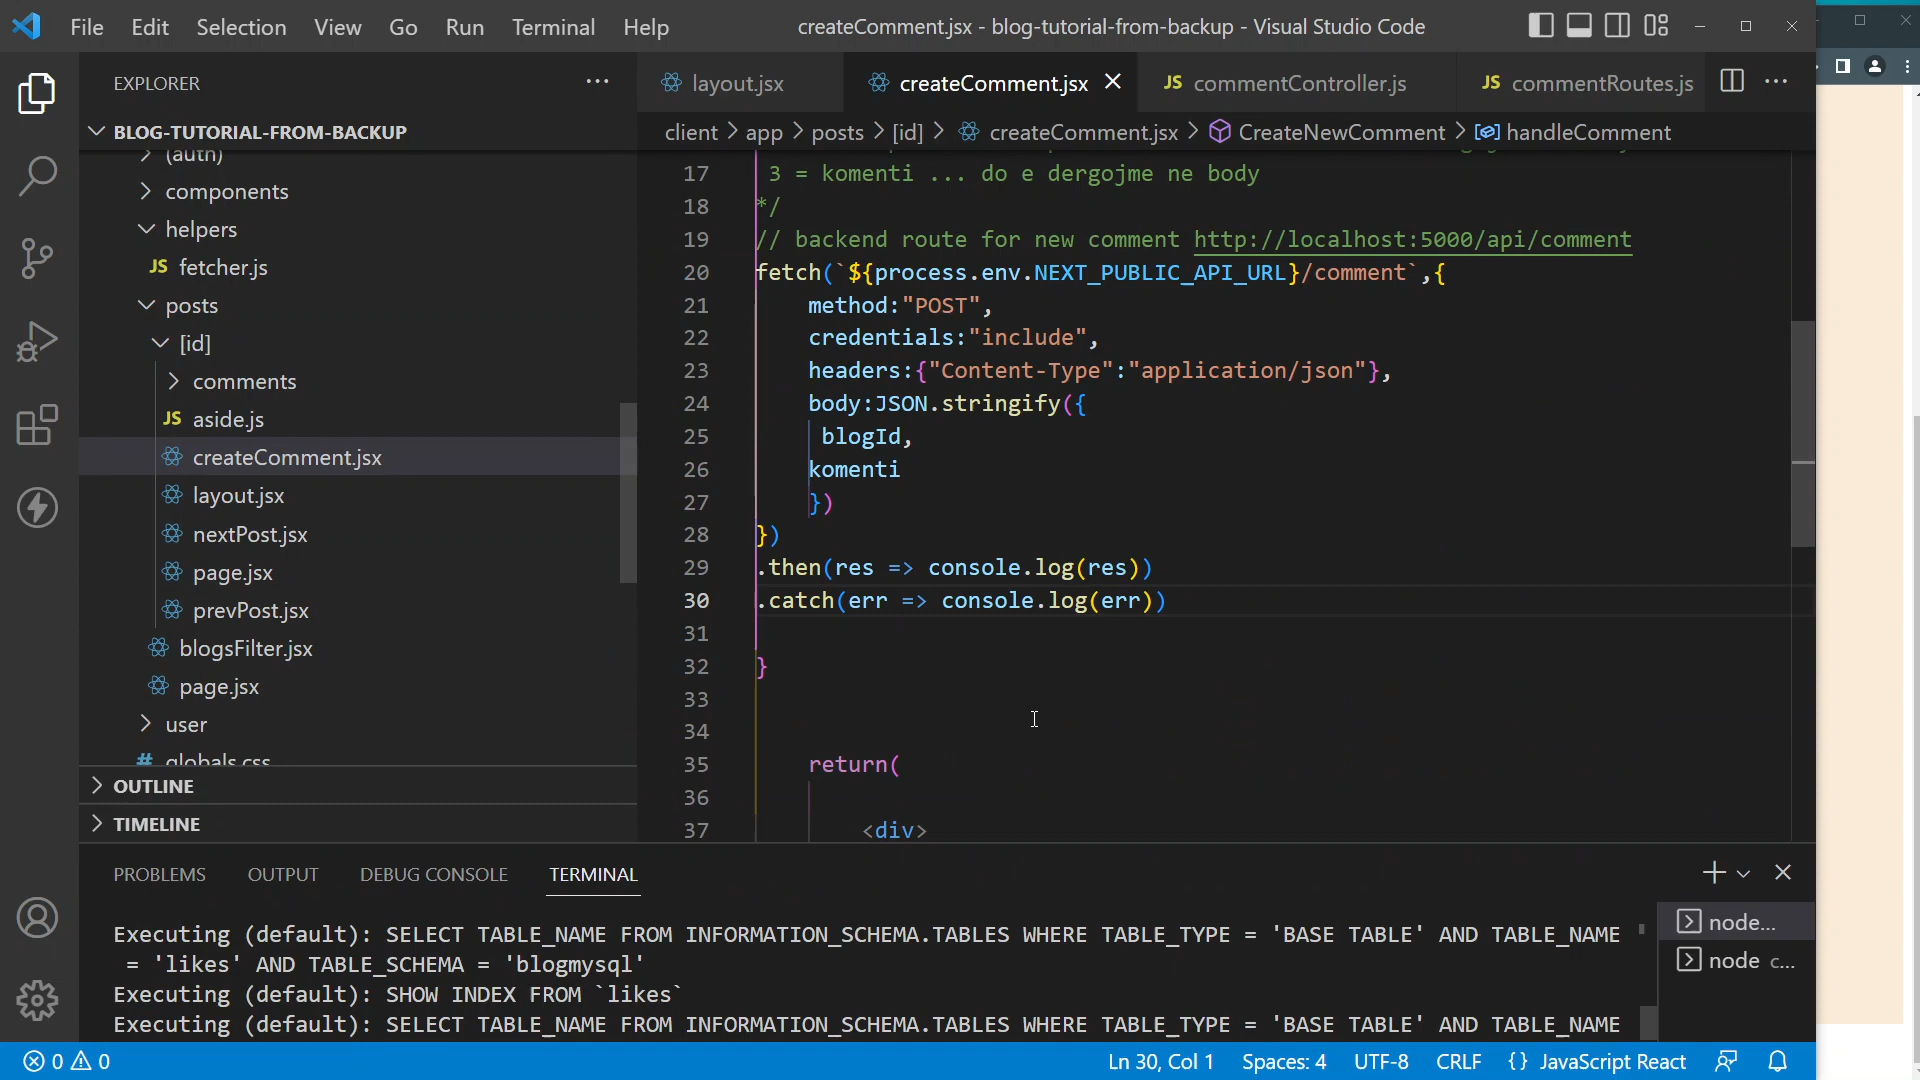 File Edit Selection View Go Run Terminal Help
createComment.jsx - blog-tutorial-from-backup - Visual Studio Code
EXPLORER
BLOG-TUTORIAL-FROM-BACKUP
(auth)
components
helpers
JS fetcher.js
posts
[id]
comments
JS aside.js
createComment.jsx
layout.jsx
nextPost.jsx
page.jsx
prevPost.jsx
blogsFilter.jsx
page.jsx
user
# globals.css
OUTLINE
TIMELINE
layout.jsx createComment.jsx JS commentController.js JS commentRoutes.js
client > app > posts > [id] > createComment.jsx > CreateNewComment > handleComment
17 3 = komenti ... do e dergojme ne body
18 */
19 // backend route for new comment http://localhost:5000/api/comment
20 fetch(`${process.env.NEXT_PUBLIC_API_URL}/comment`,{
21 method:"POST",
22 credentials:"include",
23 headers:{"Content-Type":"application/json"},
24 body:JSON.stringify({
25 blogId,
26 komenti
27 })
28 })
29 .then(res => console.log(res))
30 .catch(err => console.log(err))
31
32 }
33
34
35 return(
36
37 <div>
PROBLEMS OUTPUT DEBUG CONSOLE TERMINAL
Executing (default): SELECT TABLE_NAME FROM INFORMATION_SCHEMA.TABLES WHERE TABLE_TYPE = 'BASE TABLE' AND TABLE_NAME
= 'likes' AND TABLE_SCHEMA = 'blogmysql'
Executing (default): SHOW INDEX FROM `likes`
Executing (default): SELECT TABLE_NAME FROM INFORMATION_SCHEMA.TABLES WHERE TABLE_TYPE = 'BASE TABLE' AND TABLE_NAME
node...
node c...
0 0
Ln 30, Col 1 Spaces: 4 UTF-8 CRLF {} JavaScript React